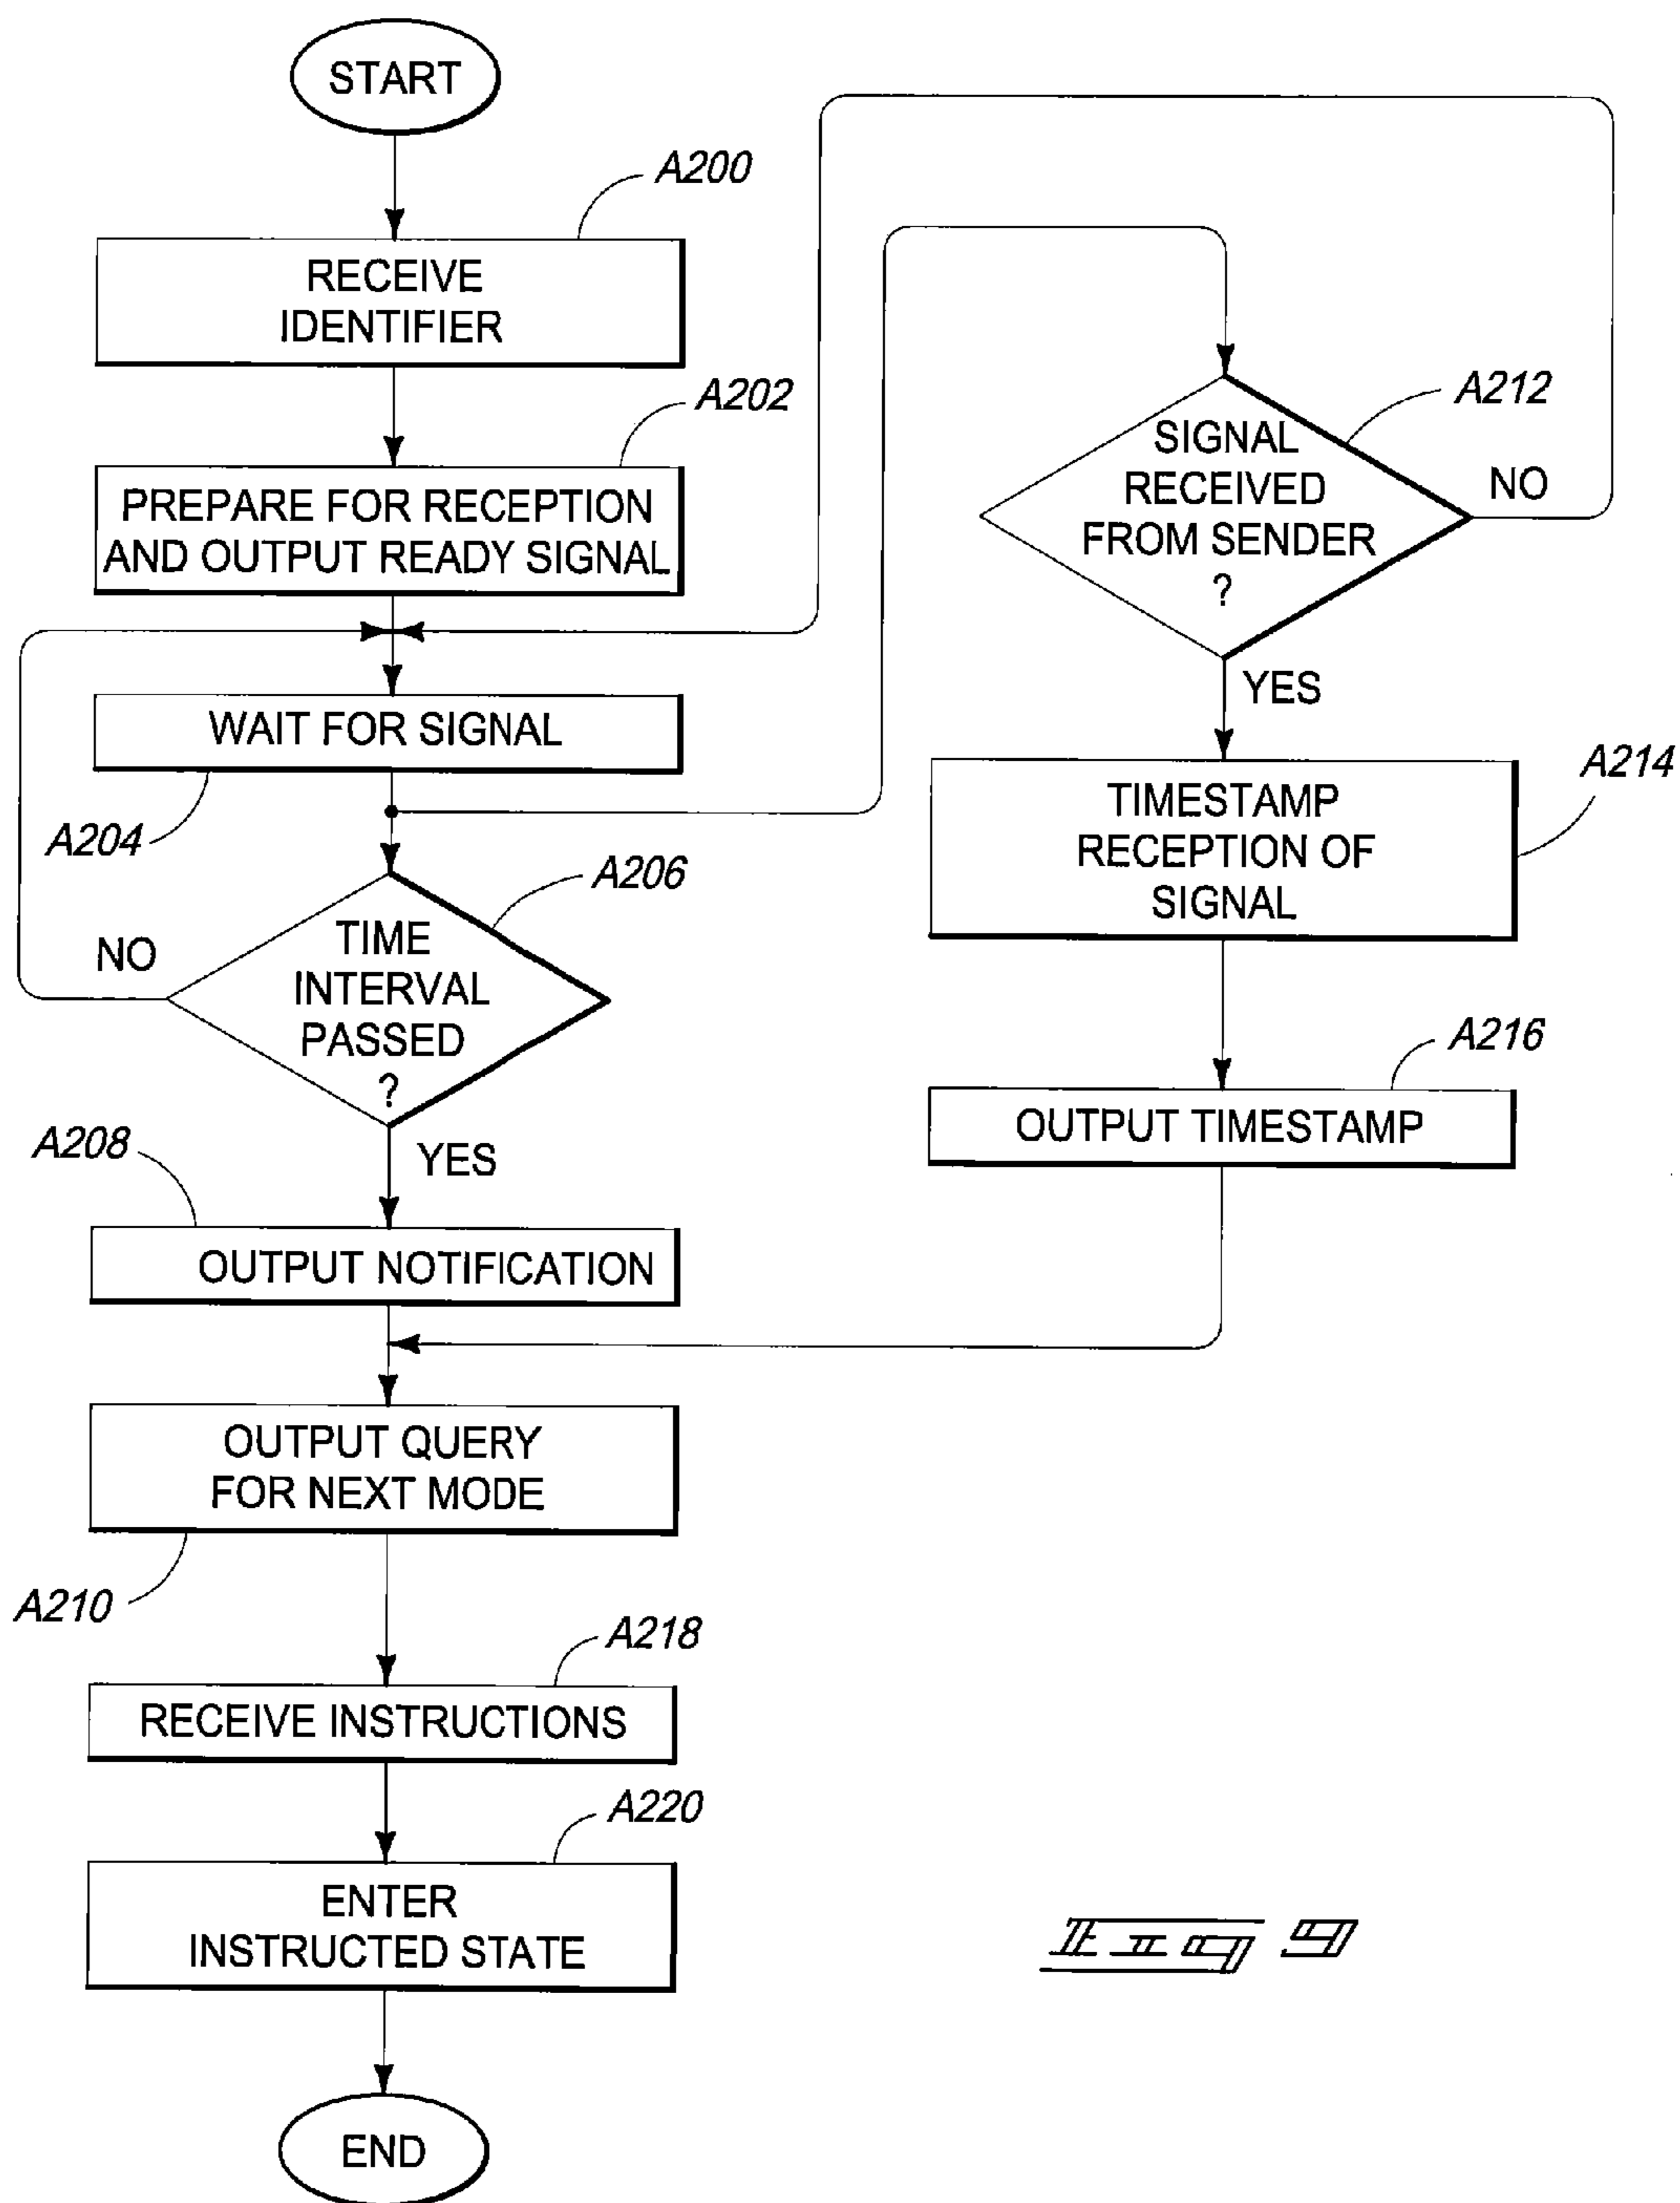 START
A200
RECEIVE
IDENTIFIER
A202
PREPARE FOR RECEPTION
AND OUTPUT READY SIGNAL
WAIT FOR SIGNAL
A204
A206
TIME
INTERVAL
PASSED
?
NO
YES
A208
OUTPUT NOTIFICATION
OUTPUT QUERY
FOR NEXT MODE
A210
A218
RECEIVE INSTRUCTIONS
A220
ENTER
INSTRUCTED STATE
END
A212
SIGNAL
RECEIVED
FROM SENDER
?
NO
YES
A214
TIMESTAMP
RECEPTION OF
SIGNAL
A216
OUTPUT TIMESTAMP
Fig 9